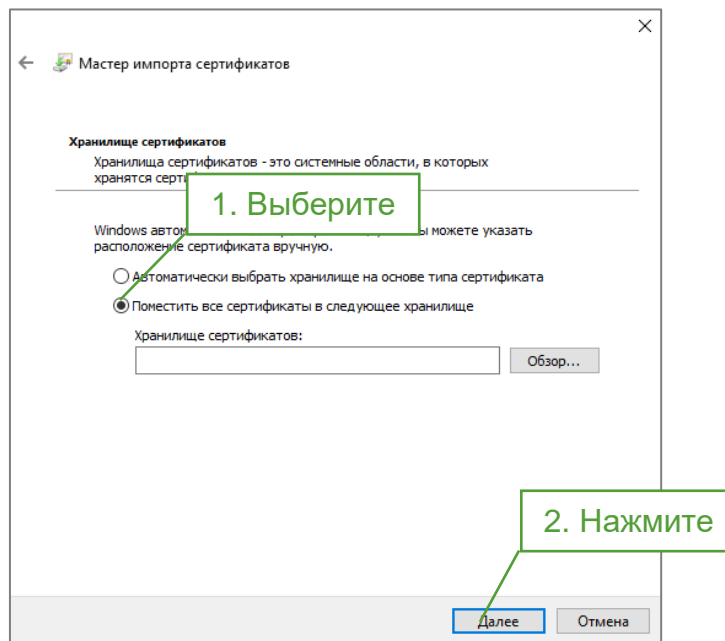 Мастер импорта сертификатов
Хранилище сертификатов
Хранилища сертификатов - это системные области, в которых
хранятся
1. Выберите
Windows можете указать
расположение сертификата вручную.
Автоматически выбрать хранилище на основе типа сертификата
Поместить все сертификаты в следующее хранилище
Хранилище сертификатов:
Обзор...
2. Нажмите
Далее Отмена